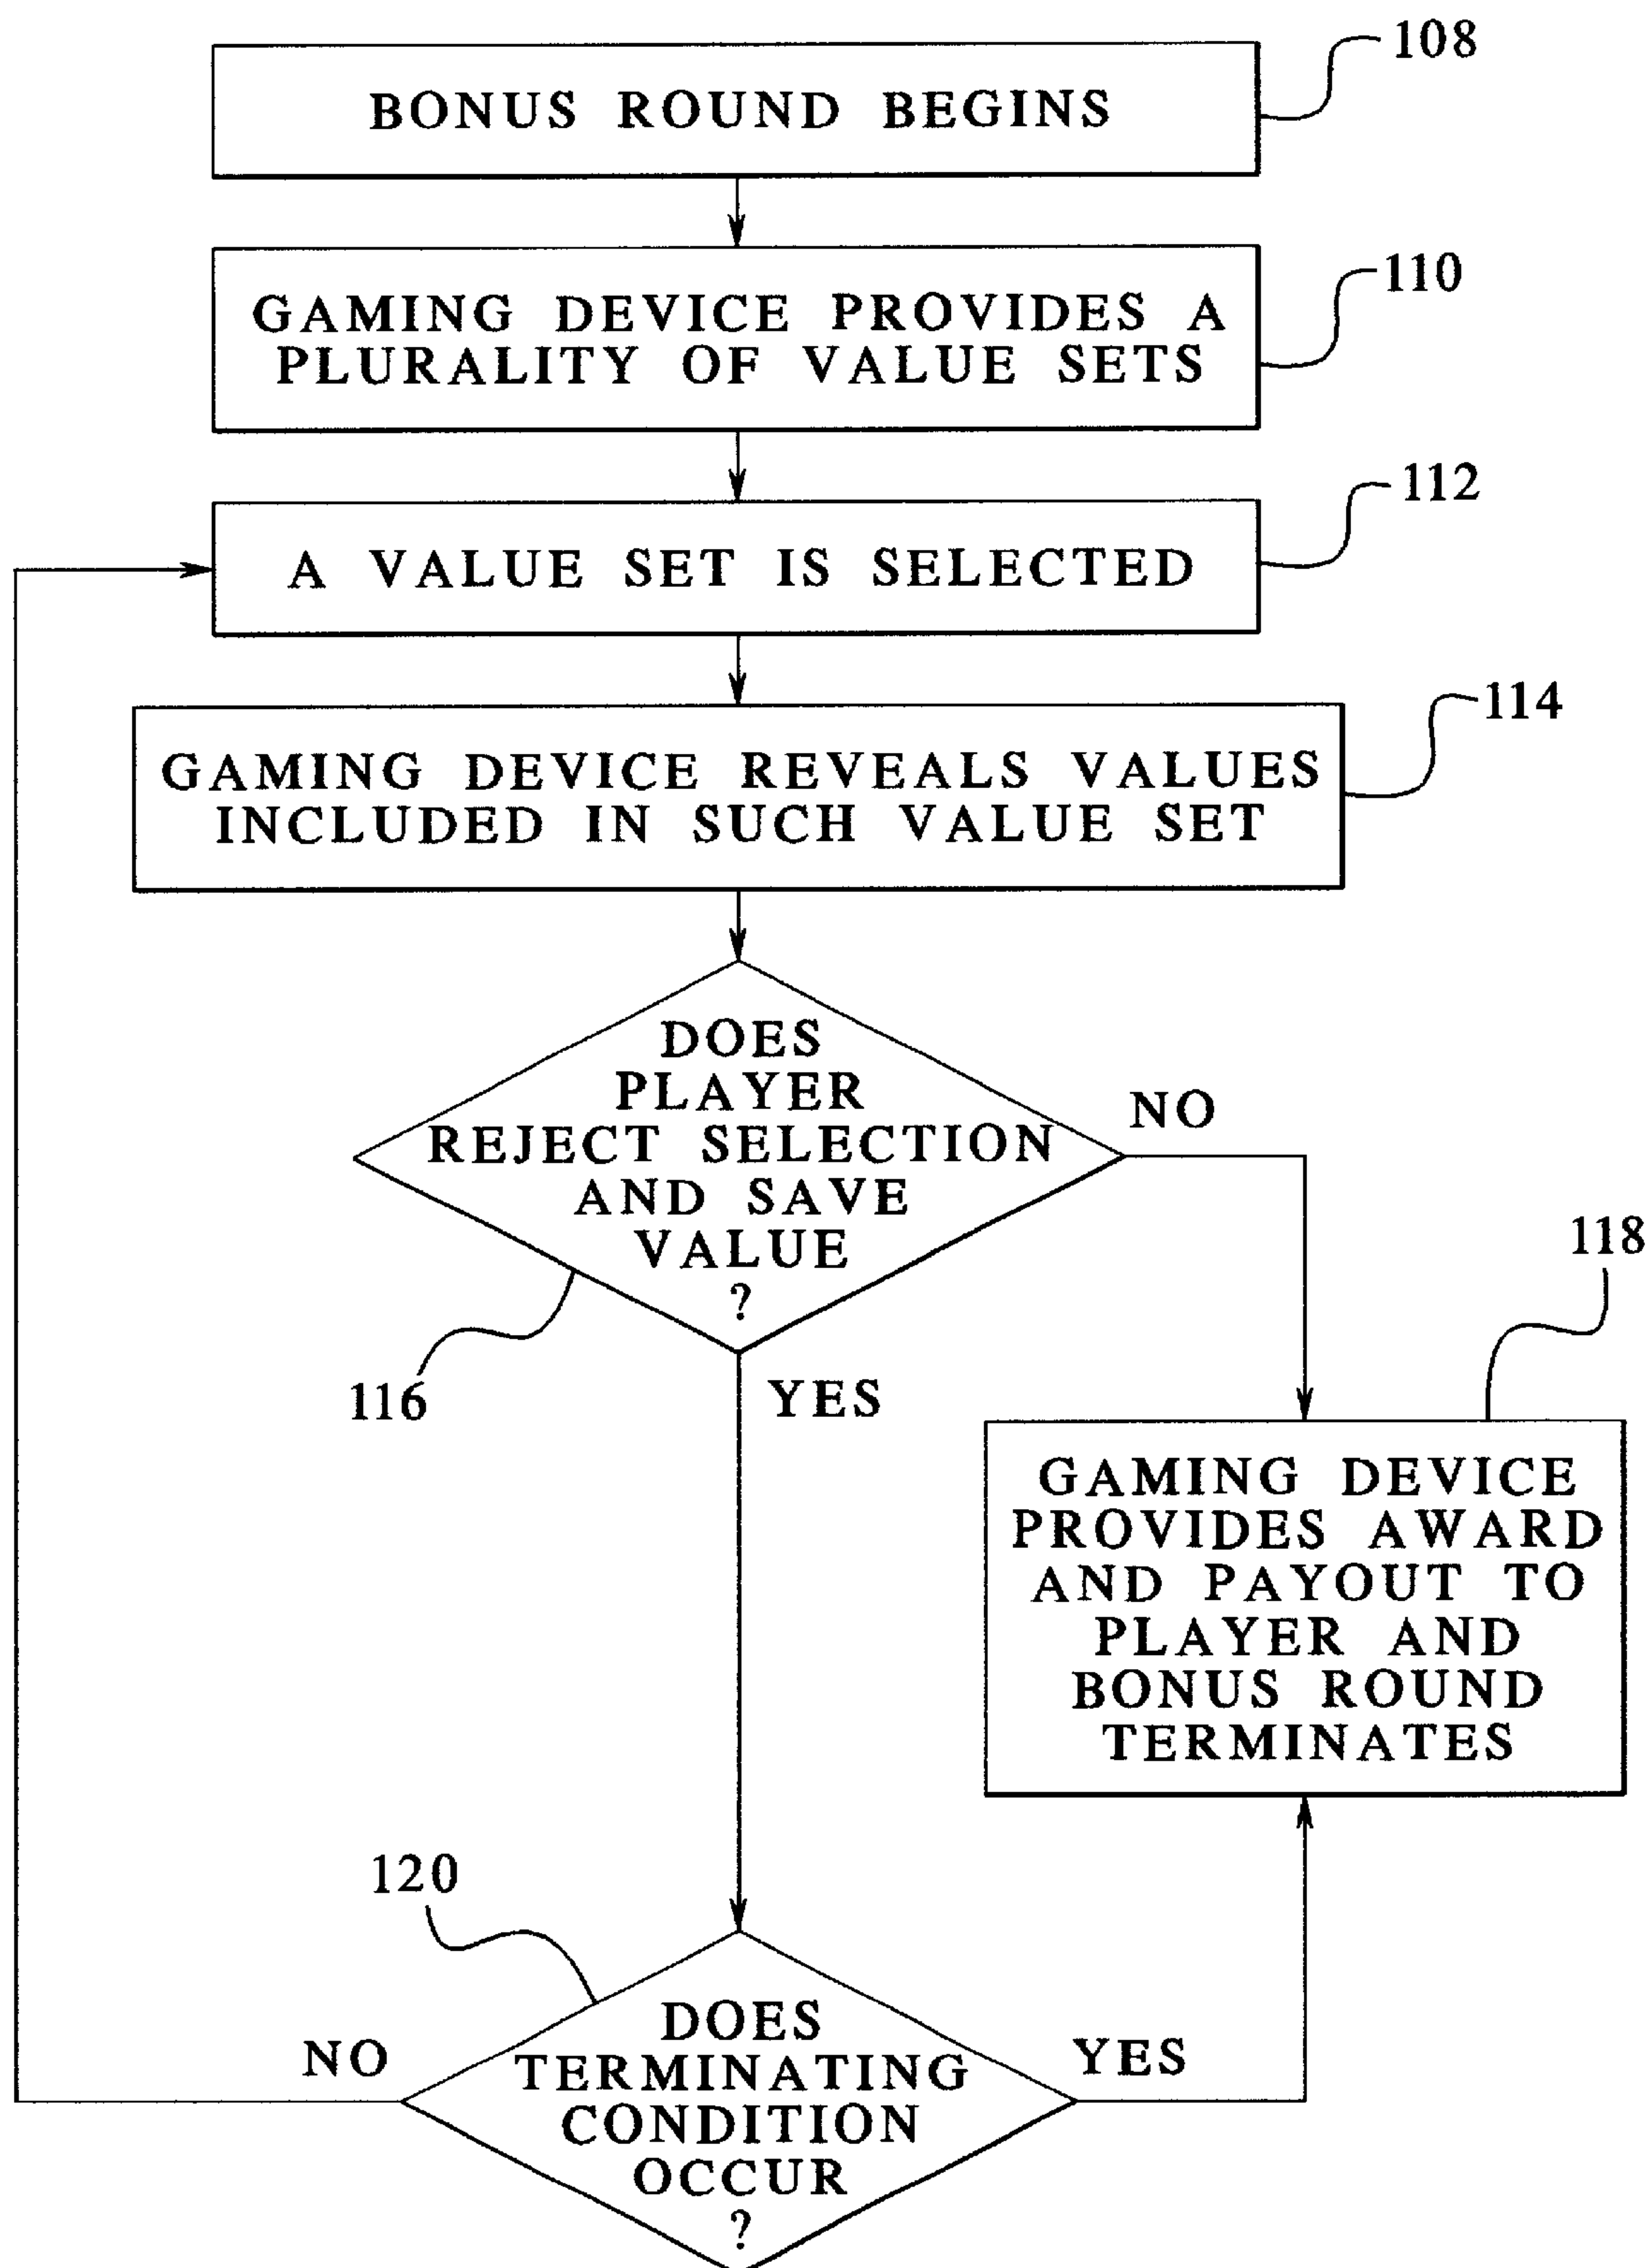 108
BONUS ROUND BEGINS
110
GAMING DEVICE PROVIDES A
PLURALITY OF VALUE SETS
112
A VALUE SET IS SELECTED
114
GAMING DEVICE REVEALS VALUES
INCLUDED IN SUCH VALUE SET
DOES
PLAYER
REJECT SELECTION
AND SAVE
VALUE
?
NO
116
YES
118
GAMING DEVICE
PROVIDES AWARD
AND PAYOUT TO
PLAYER AND
BONUS ROUND
TERMINATES
120
DOES
TERMINATING
CONDITION
OCCUR
?
NO
YES